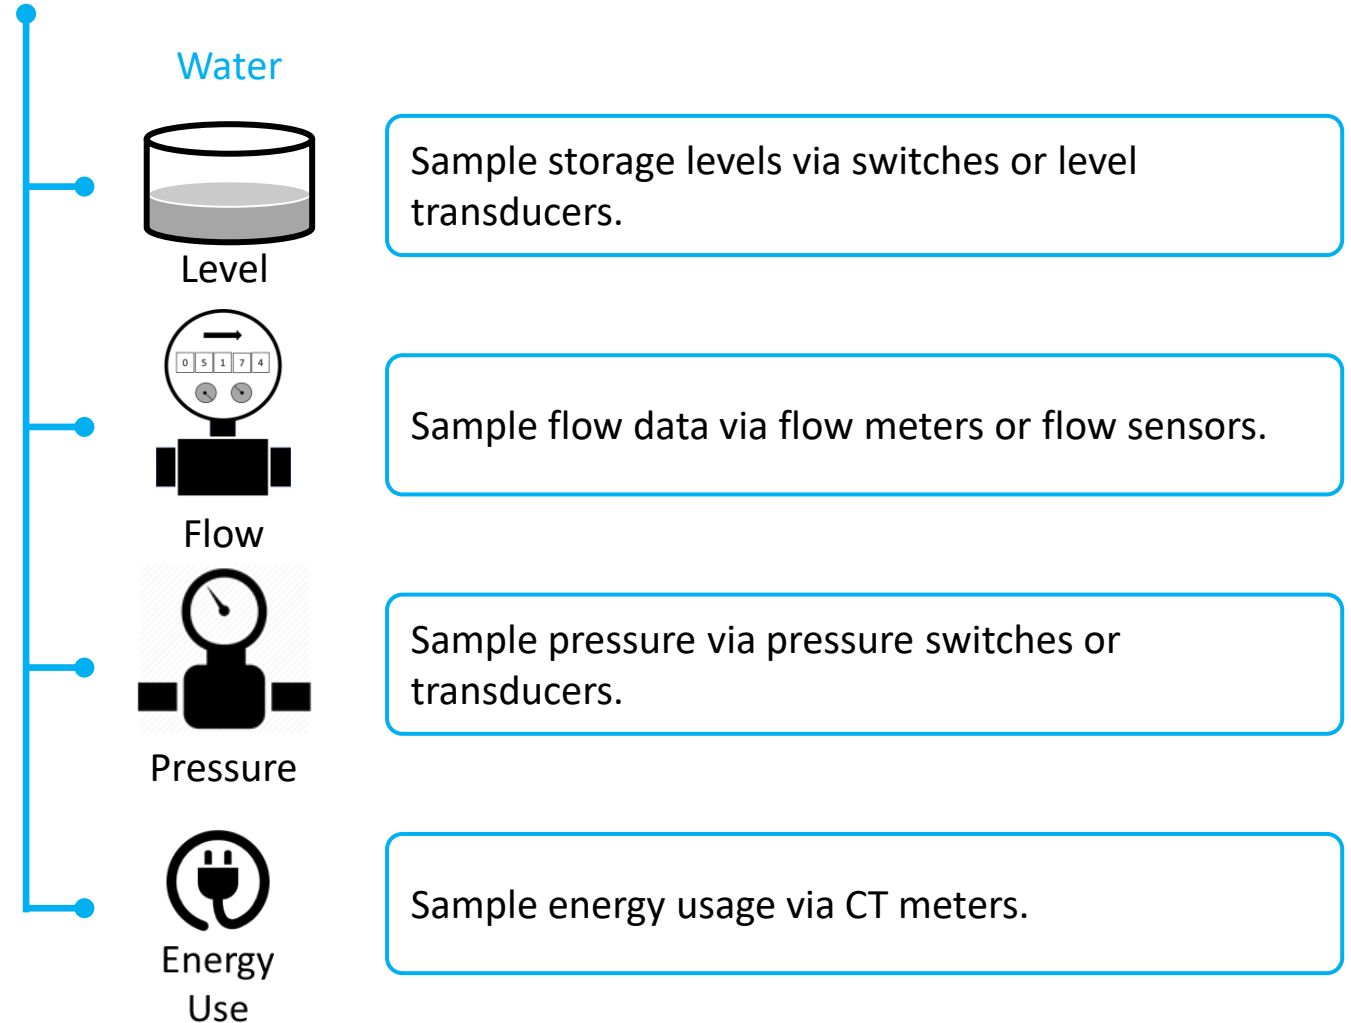 Water
Sample storage levels via switches or level
transducers.
Level
0 5 1 7 4
Sample flow data via flow meters or flow sensors.
Flow
Sample pressure via pressure switches or
transducers.
Pressure
Sample energy usage via CT meters.
Energy
Use